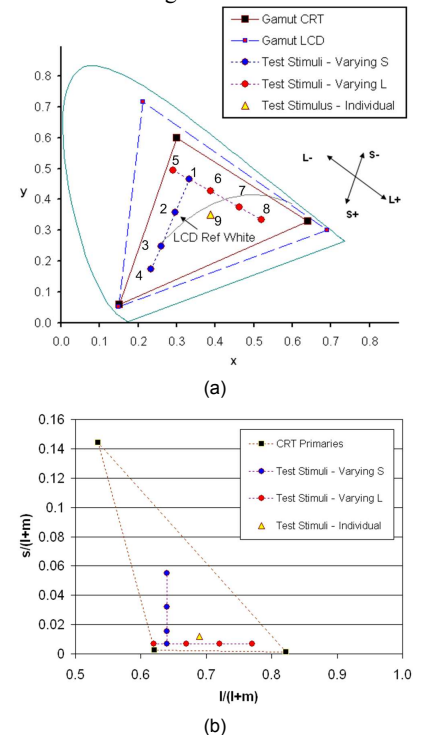 Gamut CRT
Gamut LCD
Test Stimuli - Varying S
Test Stimuli - Varying L
Test Stimulus - Individual
0.8
0.7
0.6
0.5
0.4
0.3
0.2
0.1
0.0
y
5
1
6
2
7
8
9
3
4
LCD Ref White
L-
S-
S+
L+
0.0 0.1 0.2 0.3 0.4 0.5 0.6 0.7 0.8
x
(a)
0.16
0.14
0.12
0.1
0.08
0.06
0.04
0.02
0
s/(l+m)
CRT Primaries
Test Stimuli - Varying S
Test Stimuli - Varying L
Test Stimuli - Individual
0.5 0.6 0.7 0.8 0.9 1.0
l/(l+m)
(b)